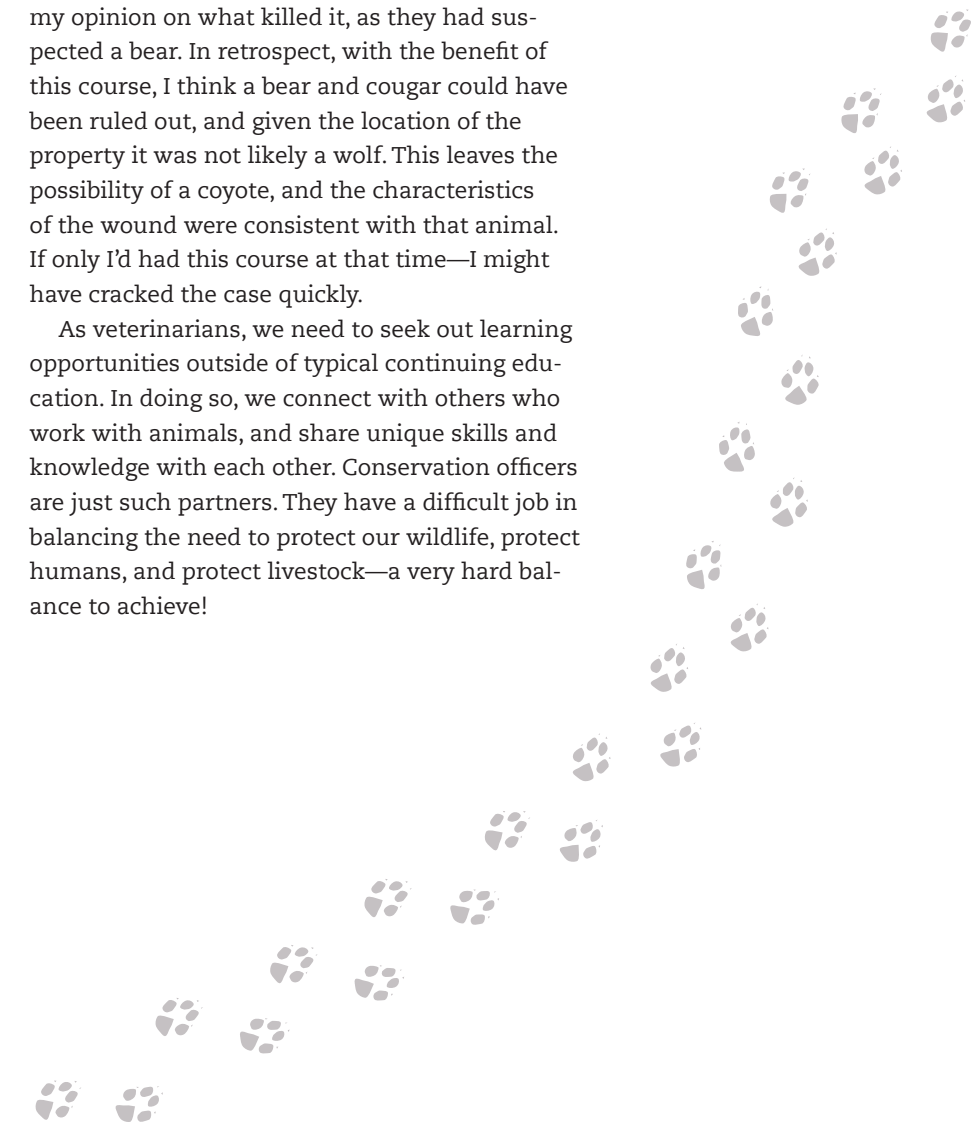 my opinion on what killed it, as they had sus-
pected a bear. In retrospect, with the benefit of
this course, I think a bear and cougar could have
been ruled out, and given the location of the
property it was not likely a wolf. This leaves the
possibility of a coyote, and the characteristics
of the wound were consistent with that animal.
If only I’d had this course at that time—I might
have cracked the case quickly.
As veterinarians, we need to seek out learning
opportunities outside of typical continuing edu-
cation. In doing so, we connect with others who
work with animals, and share unique skills and
knowledge with each other. Conservation officers
are just such partners. They have a difficult job in
balancing the need to protect our wildlife, protect
humans, and protect livestock—a very hard bal-
ance to achieve!